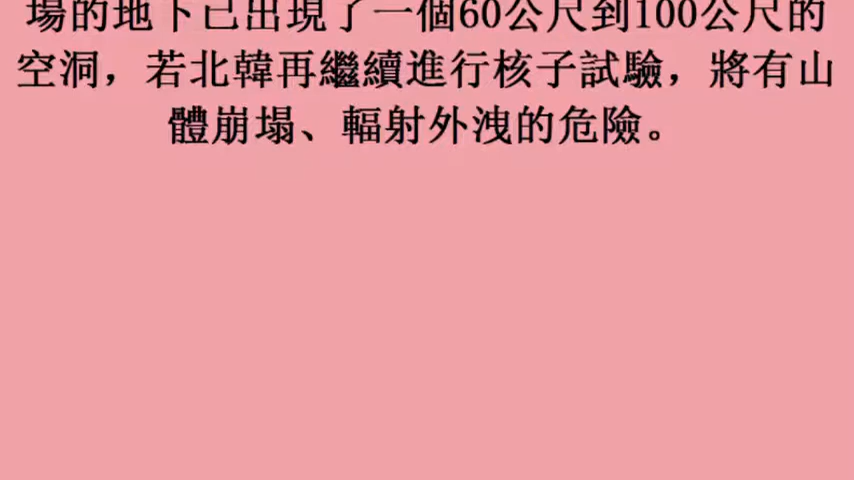 場的地下已出現了一個60公尺到100公尺的
空洞，若北韓再繼續進行核子試驗，將有山
體崩塌、輻射外洩的危險。